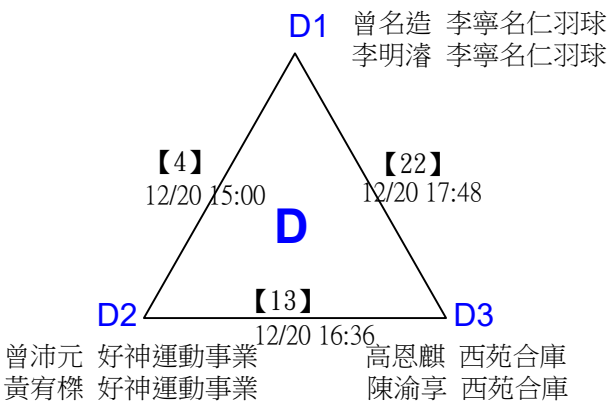 D1
曾名造 李寧名仁羽球
李明濬 李寧名仁羽球
【4】
12/20 15:00
【22】
12/20 17:48
D
【13】
12/20 16:36
D2
D3
曾沛元 好神運動事業
黃宥榤 好神運動事業
高恩麒 西苑合庫
陳渝享 西苑合庫